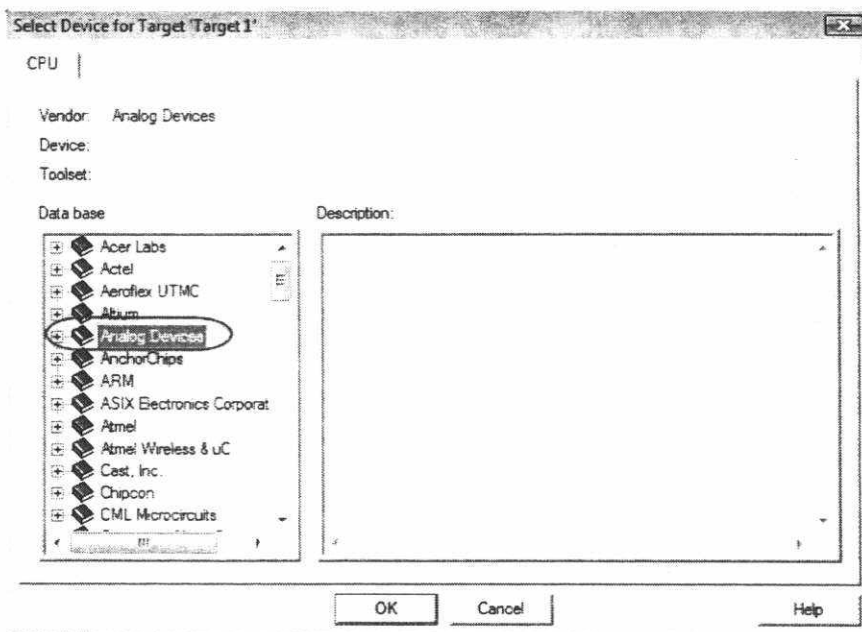 Select Device for Target 'Target 1'
CPU
Vendor: Analog Devices
Device:
Toolset:
Data base
Description:
Acer Labs
Actel
Aeroflex UTMC
Altium
Analog Devices
AnchorChips
ARM
ASIX Electronics Corporat
Atmel
Atmel Wireless & uC
Cast, Inc.
Chipcon
CML Microcircuits
OK
Cancel
Help